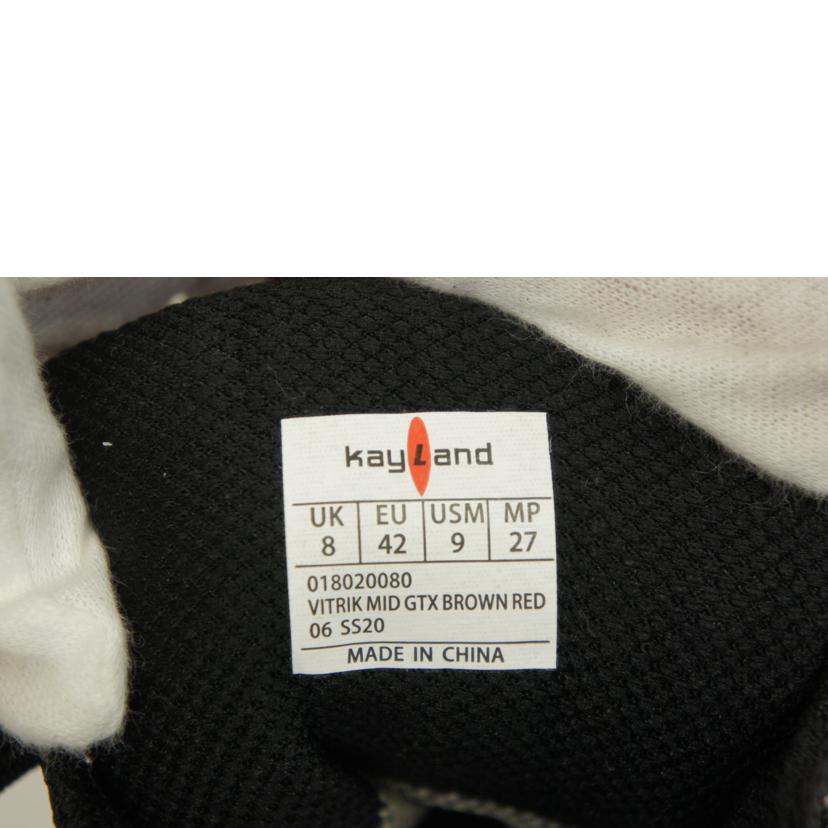 kayLand
UK EU USM MP
8 42 9 27
018020080
VITRIK MID GTX BROWN RED
06 SS20
MADE IN CHINA